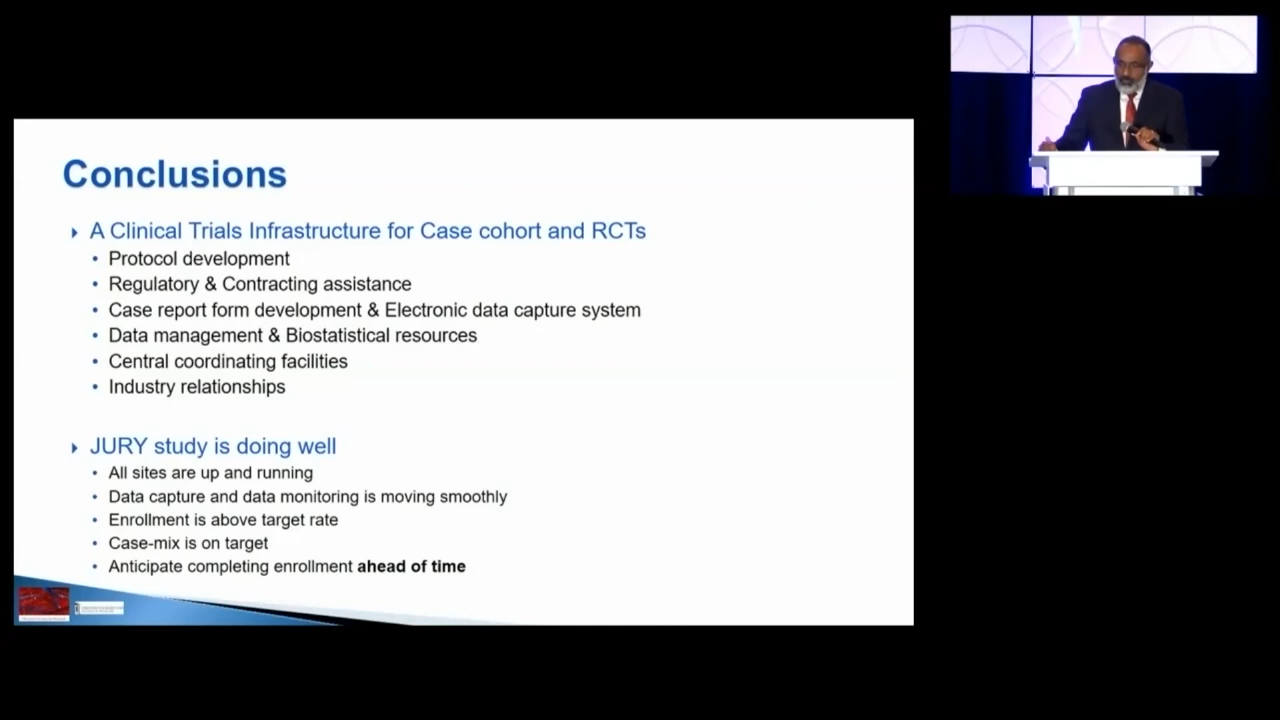 Conclusions
A Clinical Trials Infrastructure for Case cohort and RCTs
Protocol development
Regulatory & Contracting assistance
Case report form development & Electronic data capture system
Data management & Biostatistical resources
Central coordinating facilities
Industry relationships
JURY study is doing well
All sites are up and running
Data capture and data monitoring is moving smoothly
Enrollment is above target rate
Case-mix is on target
Anticipate completing enrollment ahead of time